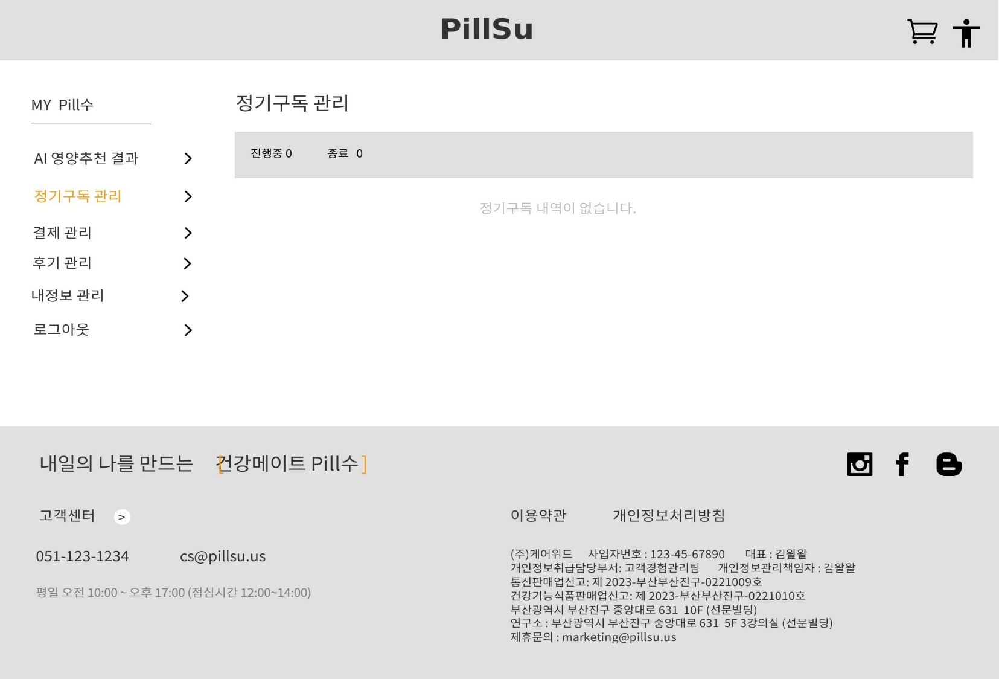 PillSu
MY Pill수
AI 영양추천 결과
정기구독 관리
결제 관리
후기 관리
내정보 관리
로그아웃
정기구독 관리
진행중 0 종료 0
정기구독 내역이 없습니다.
내일의 나를 만드는 [건강메이트 Pill수]
고객센터 >
051-123-1234 cs@pillsu.us
평일 오전 10:00 ~ 오후 17:00 (점심시간 12:00~14:00)
이용약관 개인정보처리방침
(주)케어위드 사업자번호 : 123-45-67890 대표 : 김왈왈
개인정보취급담당부서: 고객경험관리팀 개인정보관리책임자 : 김왈왈
통신판매업신고: 제 2023-부산부산진구-0221009호
건강기능식품판매업신고: 제 2023-부산부산진구-0221010호
부산광역시 부산진구 중앙대로 631 10F (선문빌딩)
연구소 : 부산광역시 부산진구 중앙대로 631 5F 3강의실 (선문빌딩)
제휴문의 : marketing@pillsu.us